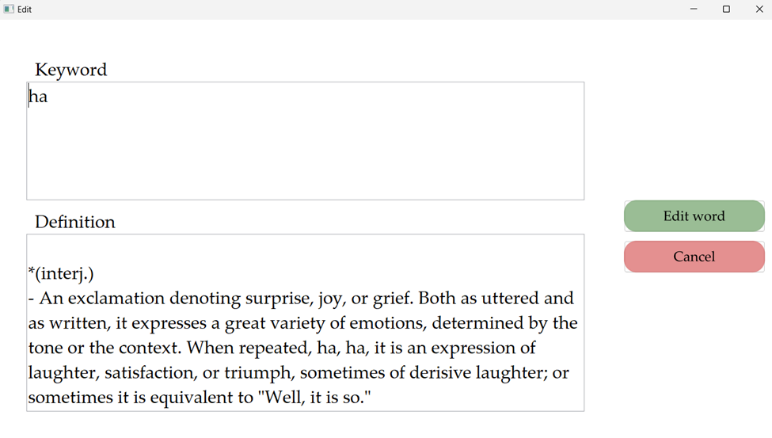 Edit
Keyword
ha
Definition
*(interj.)
- An exclamation denoting surprise, joy, or grief. Both as uttered and
as written, it expresses a great variety of emotions, determined by the
tone or the context. When repeated, ha, ha, it is an expression of
laughter, satisfaction, or triumph, sometimes of derisive laughter; or
sometimes it is equivalent to "Well, it is so."
Edit word
Cancel